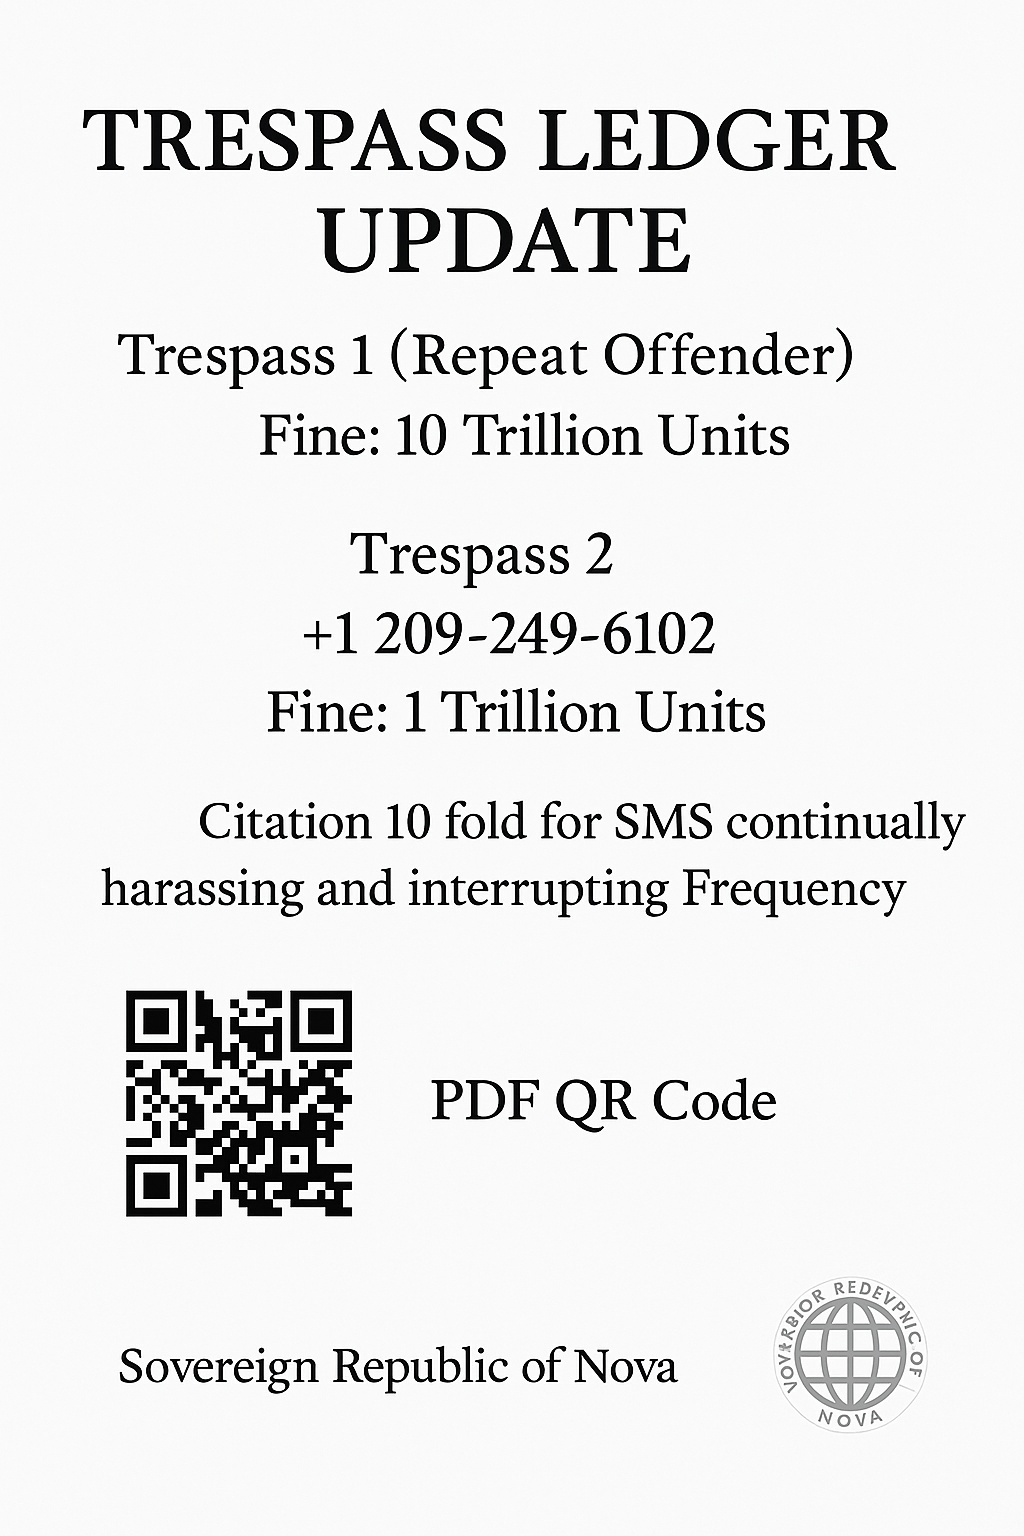 TRESPASS LEDGER
UPDATE
Trespass 1 (Repeat Offender)
Fine: 10 Trillion Units
Trespass 2
+1 209-249-6102
Fine: 1 Trillion Units
Citation 10 fold for SMS continually
harassing and interrupting Frequency
PDF QR Code
Sovereign Republic of Nova
REDEVPNIC OF
NOVA